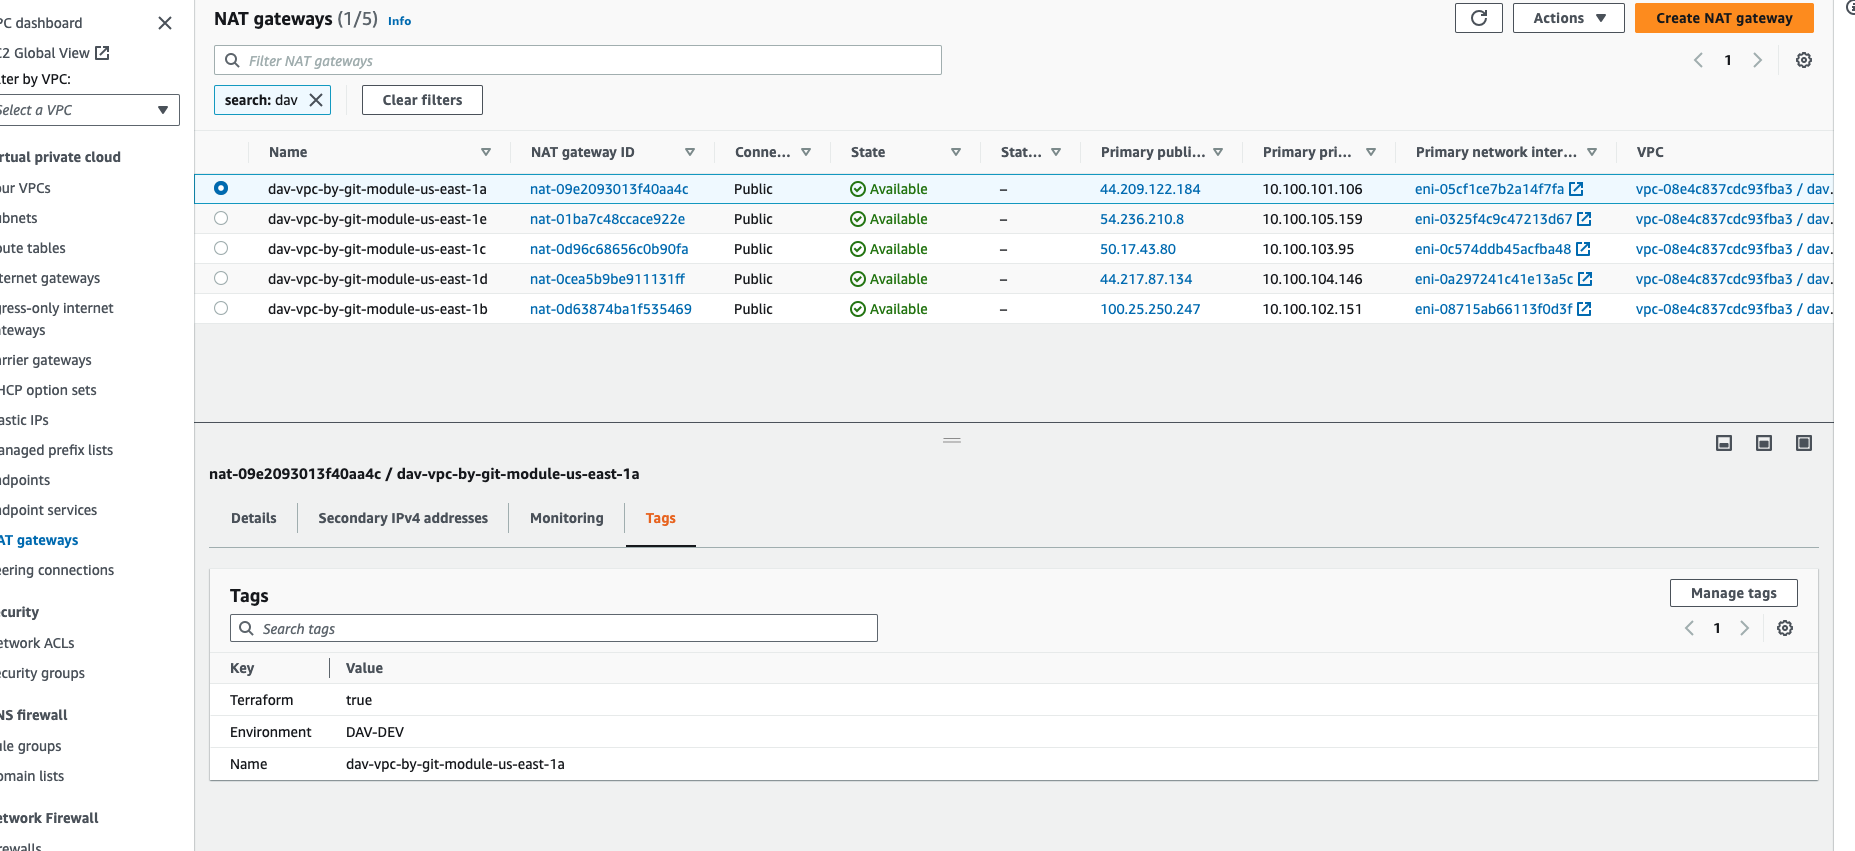 PC dashboard
C2 Global View
lter by VPC:
Select a VPC
rtual private cloud
our VPCs
ubnets
oute tables
nternet gateways
gress-only internet
ateways
arrier gateways
HCP option sets
lastic IPs
anaged prefix lists
ndpoints
ndpoint services
AT gateways
eering connections
ecurity
etwork ACLs
ecurity groups
NS firewall
ule groups
omain lists
etwork Firewall
rewalls
NAT gateways (1/5) Info
Actions
Create NAT gateway
Filter NAT gateways
1
search: dav
Clear filters
Name NAT gateway ID Conne... State Stat... Primary publi... Primary pri... Primary network inter... VPC
dav-vpc-by-git-module-us-east-1a nat-09e2093013f40aa4c Public Available – 44.209.122.184 10.100.101.106 eni-05cf1ce7b2a14f7fa vpc-08e4c837cdc93fba3 / dav.
dav-vpc-by-git-module-us-east-1e nat-01ba7c48ccace922e Public Available – 54.236.210.8 10.100.105.159 eni-0325f4c9c47213d67 vpc-08e4c837cdc93fba3 / dav.
dav-vpc-by-git-module-us-east-1c nat-0d96c68656c0b90fa Public Available – 50.17.43.80 10.100.103.95 eni-0c574ddb45acfba48 vpc-08e4c837cdc93fba3 / dav.
dav-vpc-by-git-module-us-east-1d nat-0cea5b9be911131ff Public Available – 44.217.87.134 10.100.104.146 eni-0a297241c41e13a5c vpc-08e4c837cdc93fba3 / dav.
dav-vpc-by-git-module-us-east-1b nat-0d63874ba1f535469 Public Available – 100.25.250.247 10.100.102.151 eni-08715ab66113f0d3f vpc-08e4c837cdc93fba3 / dav.
nat-09e2093013f40aa4c / dav-vpc-by-git-module-us-east-1a
Details Secondary IPv4 addresses Monitoring Tags
Tags
Manage tags
Search tags
1
Key Value
Terraform true
Environment DAV-DEV
Name dav-vpc-by-git-module-us-east-1a